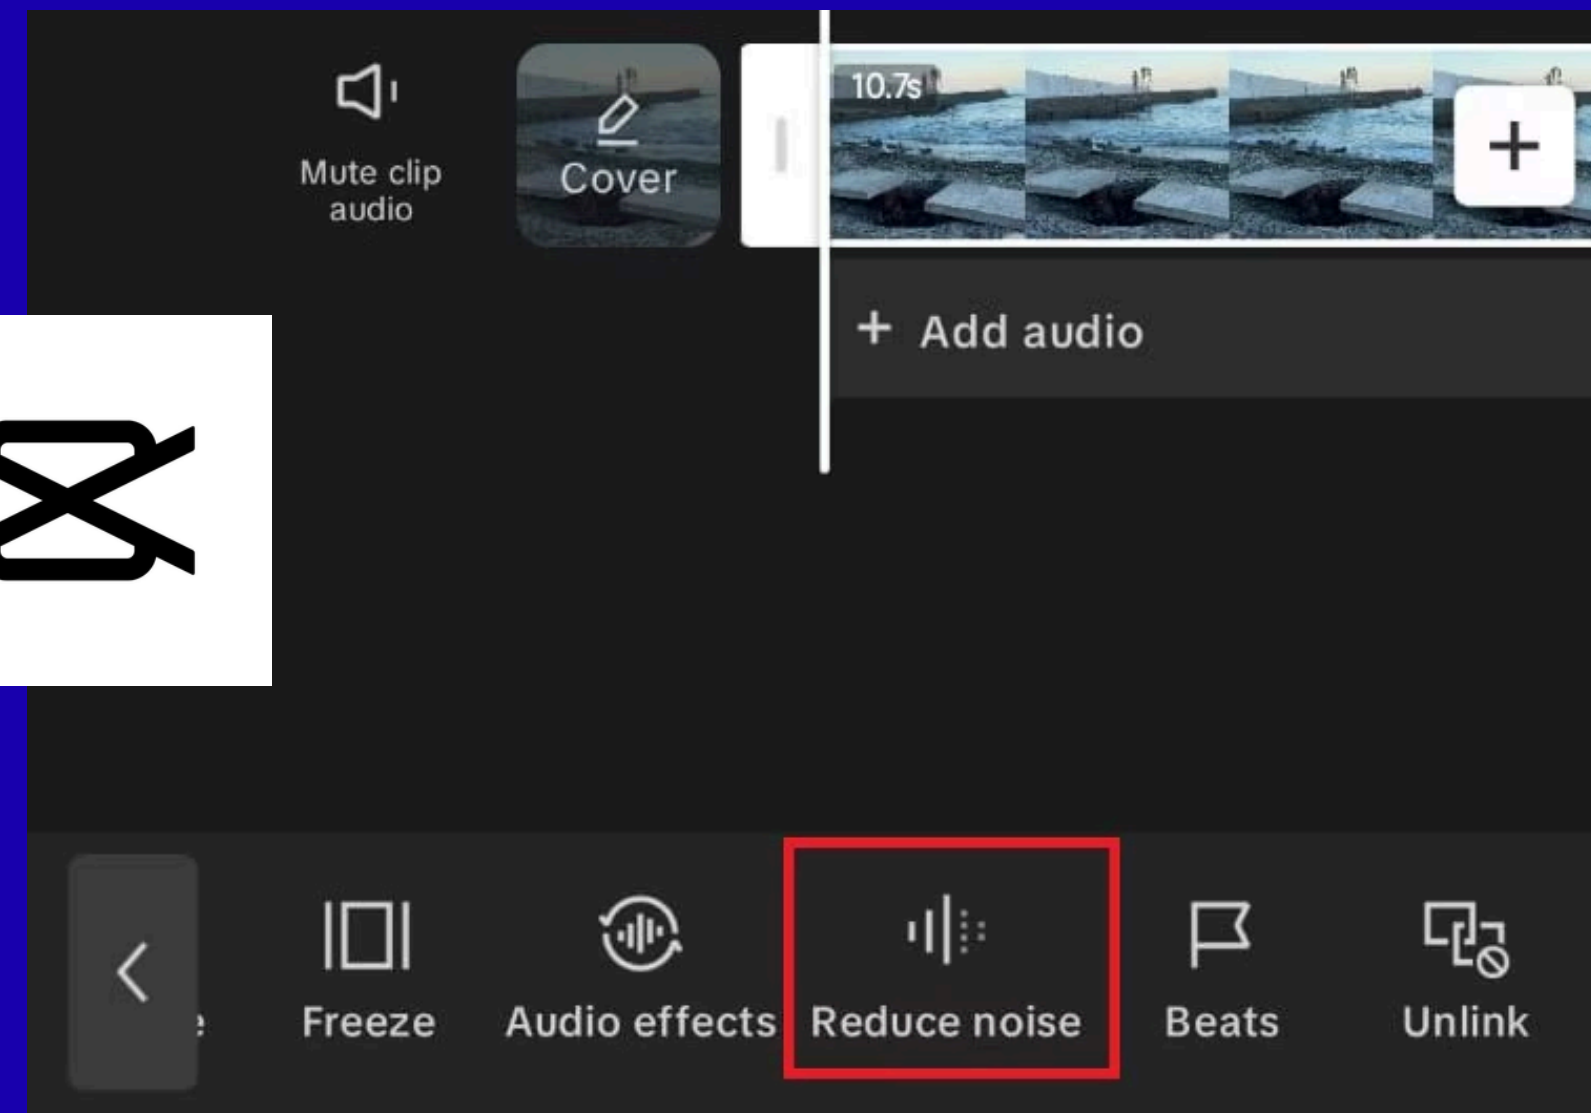 10.7s
Mute clip
audio
Cover
+ Add audio
Freeze
Audio effects
Reduce noise
Beats
Unlink